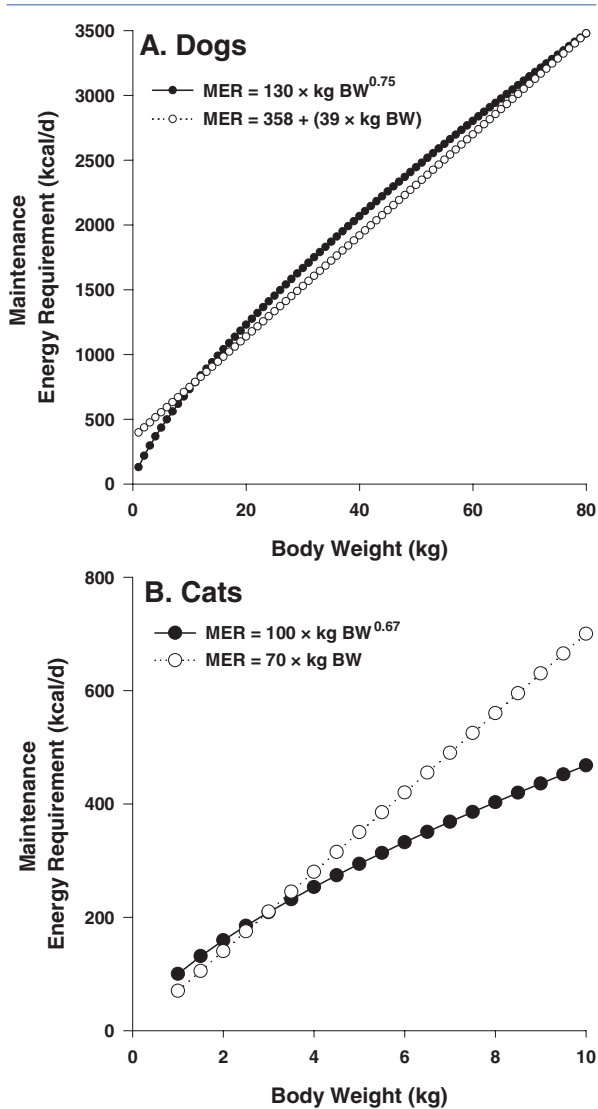 A. Dogs
MER = 130 × kg BW0.75
MER = 358 + (39 × kg BW)
Maintenance
Energy Requirement (kcal/d)
3500
3000
2500
2000
1500
1000
500
0
0 20 40 60 80
Body Weight (kg)
B. Cats
MER = 100 × kg BW0.67
MER = 70 × kg BW
Maintenance
Energy Requirement (kcal/d)
800
600
400
200
0
0 2 4 6 8 10
Body Weight (kg)